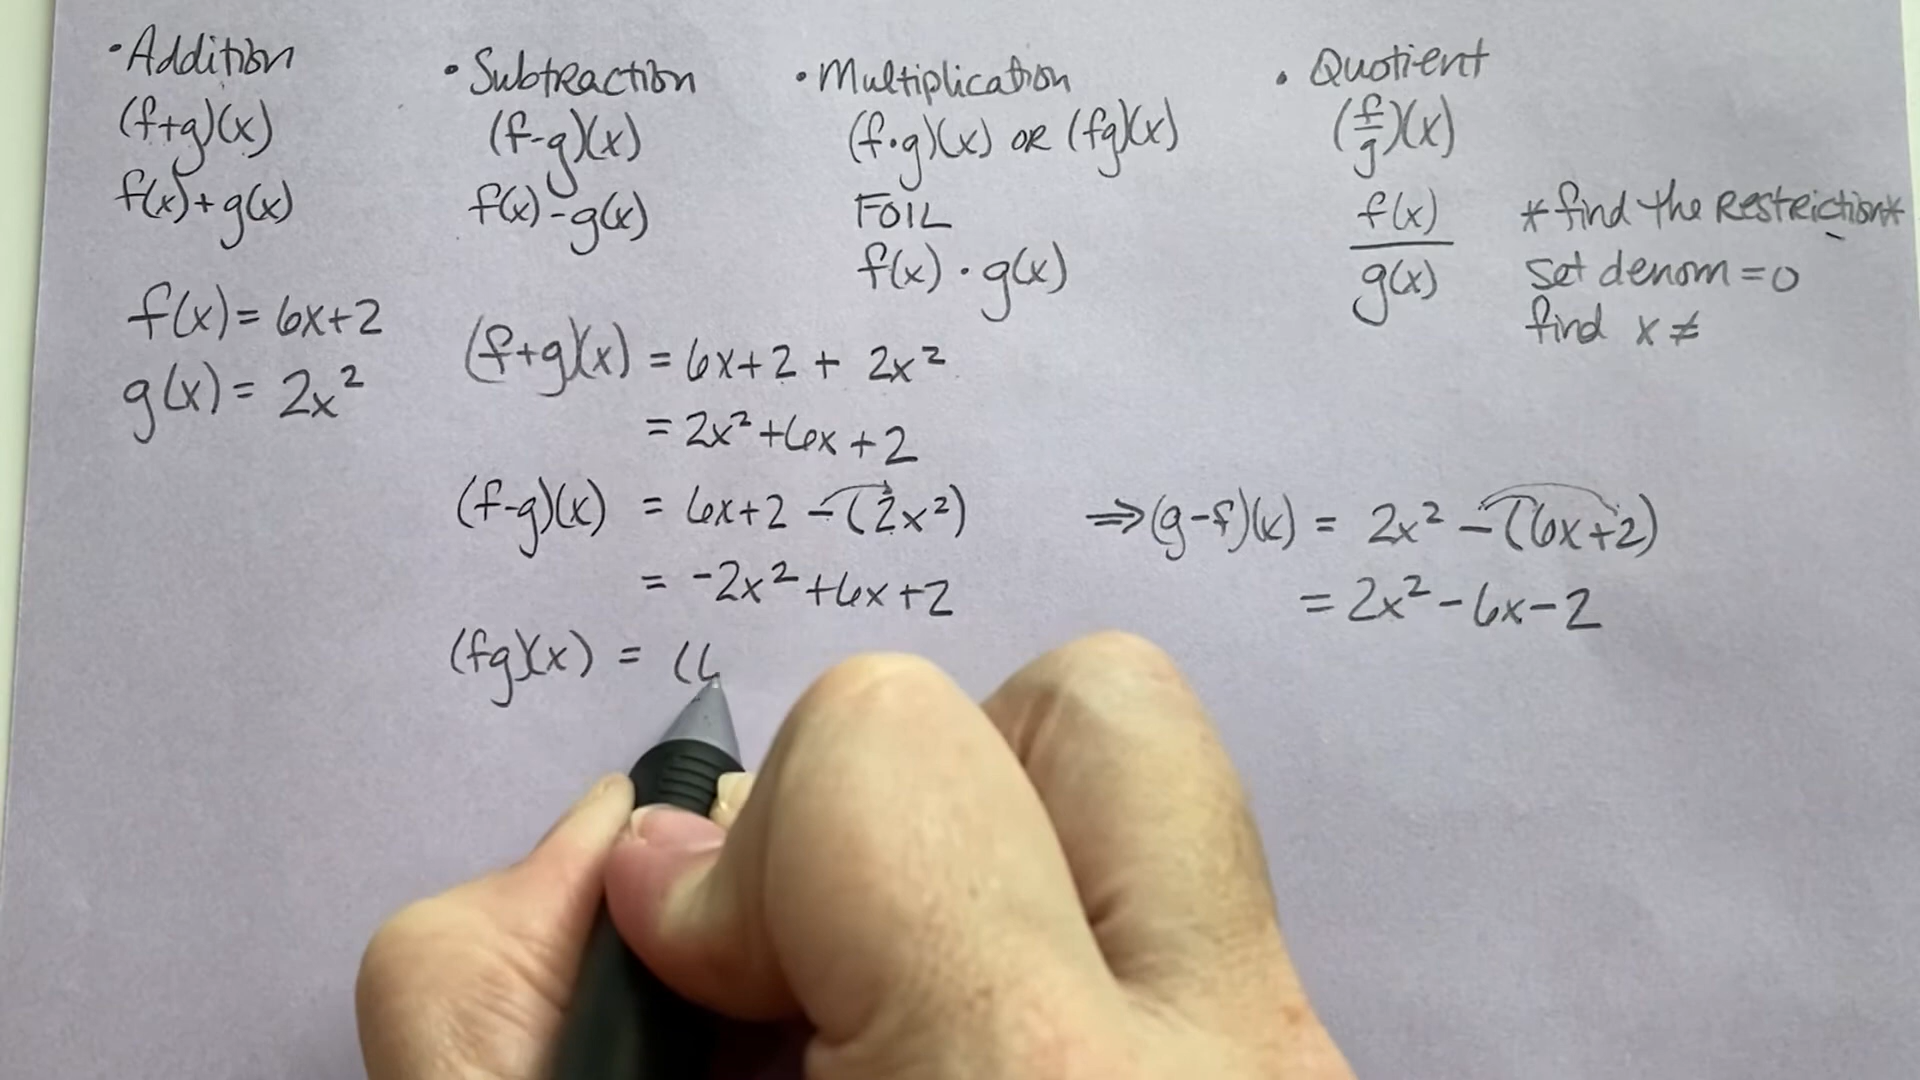 • Addition
(f+g)(x)
f(x)+g(x)
• Subtraction
(f-g)(x)
f(x)-g(x)
• Multiplication
(f•g)(x) OR (fg)(x)
FOIL
f(x) • g(x)
• Quotient
(f/g)(x)
f(x)
g(x)
*find the Restriction*
set denom = 0
find x ≠
f(x) = 6x+2
g(x) = 2x²
(f+g)(x) = 6x+2 + 2x²
= 2x²+6x+2
(f-g)(x) = 6x+2 -(2x²)
= -2x²+6x+2
⇒(g-f)(x) = 2x² -(6x+2)
= 2x²-6x-2
(fg)(x) = (6